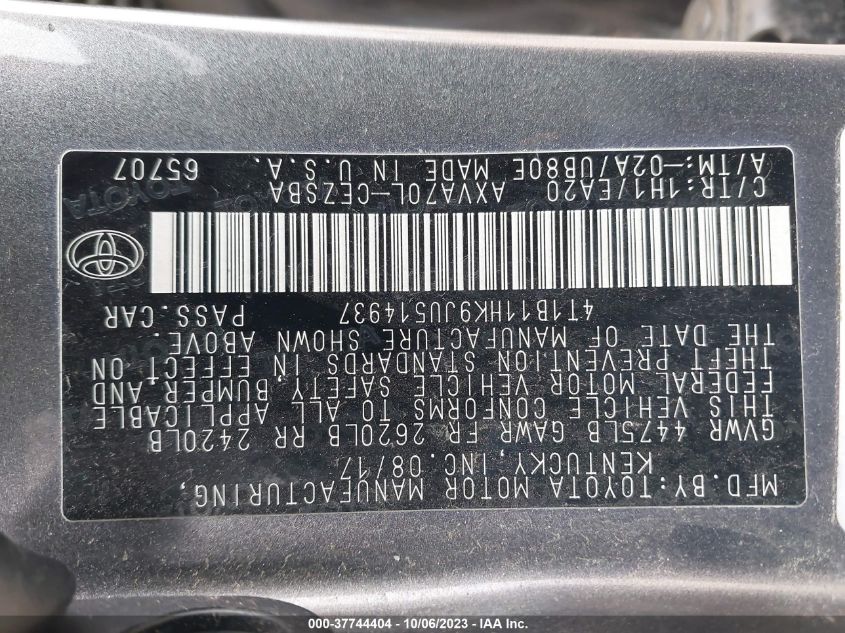 MFD.BY:TOYOTA MOTOR MANUFACTURING,
KENTUCKY, INC.08/17
GVWR 4475LB GAWR FR 2620LB RR 2420LB
THIS VEHICLE CONFORMS TO ALL APPLICABLE
FEDERAL MOTOR VEHICLE SAFETY, BUMPER AND
THEFT PREVENTION STANDARDS IN EFFECT ON
THE DATE OF MANUFACTURE SHOWN ABOVE.
4T1B11HK9JU514937 PASS.CAR
C/TR:1H1/EA20 AXVA70L-CEZSBA
A/TM:-02A/UB80E MADE IN U.S.A. 65707
TOYOTA
000-37744404 - 10/06/2023 - IAA Inc.